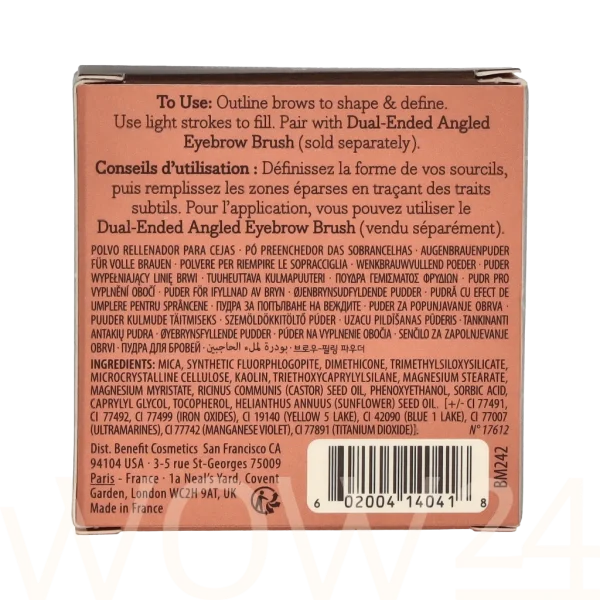 To Use: Outline brows to shape & define.
Use light strokes to fill. Pair with Dual-Ended Angled
Eyebrow Brush (sold separately).
Conseils d'utilisation : Définissez la forme de vos sourcils,
puis remplissez les zones éparses en traçant des traits
subtils. Pour l'application, vous pouvez utiliser le
Dual-Ended Angled Eyebrow Brush (vendu séparément).
POLVO RELLENADOR PARA CEJAS · PÓ PREENCHEDOR DAS SOBRANCELHAS · AUGENBRAUENPUDER
FÜR VOLLE BRAUEN · POLVERE PER RIEMPIRE LE SOPRACCIGLIA · WENKBRAUWVULLEND POEDER · PUDER
WYPEŁNIAJĄCY LINIĘ BRWI · TUUHEUTTAVA KULMAPUUTERI · ΠΟΥΔΡΑ ΓΕΜΙΣΜΑΤΟΣ ΦΡΥΔΙΩΝ · PUDR PRO
VYPLNĚNÍ OBOČÍ · PUDER FÖR IFYLLNAD AV BRYN · ØJENBRYNSUDFYLDENDE PUDDER · PUDRĂ CU EFECT DE
UMPLERE PENTRU SPRÂNCENE · ПУДРА ЗА ПОПЪЛВАНЕ НА ВЕЖДИТЕ · PUDER ZA POPUNJAVANJE OBRVA ·
PUUDER KULMUDE TÄITMISEKS · SZEMÖLDÖKKITÖLTŐ PÚDER · UZACU PILDĪŠANAS PŪDERIS · TANKINANTI
ANTAKIŲ PUDRA · ØYEBRYNSFYLLENDE PUDDER · PÚDER NA VYPLNENIE OBOČIA · SENČILO ZA ZAPOLNJEVANJE
OBRVI · ПУДРА ДЛЯ БРОВЕЙ · بودرة لملء الحاجبين · 브로우-필링 파우더
INGREDIENTS: MICA, SYNTHETIC FLUORPHLOGOPITE, DIMETHICONE, TRIMETHYLSILOXYSILICATE,
MICROCRYSTALLINE CELLULOSE, KAOLIN, TRIETHOXYCAPRYLYLSILANE, MAGNESIUM STEARATE,
MAGNESIUM MYRISTATE, RICINUS COMMUNIS (CASTOR) SEED OIL, PHENOXYETHANOL, SORBIC ACID,
CAPRYLYL GLYCOL, TOCOPHEROL, HELIANTHUS ANNUUS (SUNFLOWER) SEED OIL. [+/- CI 77491,
CI 77492, CI 77499 (IRON OXIDES), CI 19140 (YELLOW 5 LAKE), CI 42090 (BLUE 1 LAKE), CI 77007
(ULTRAMARINES), CI 77742 (MANGANESE VIOLET), CI 77891 (TITANIUM DIOXIDE)]. N° 17612
Dist. Benefit Cosmetics San Francisco CA
94104 USA · 3-5 rue St-Georges 75009
Paris - France · 1a Neal's Yard, Covent
Garden, London WC2H 9AT, UK
Made in France
BM242
6 02004 14041 8
WOW24